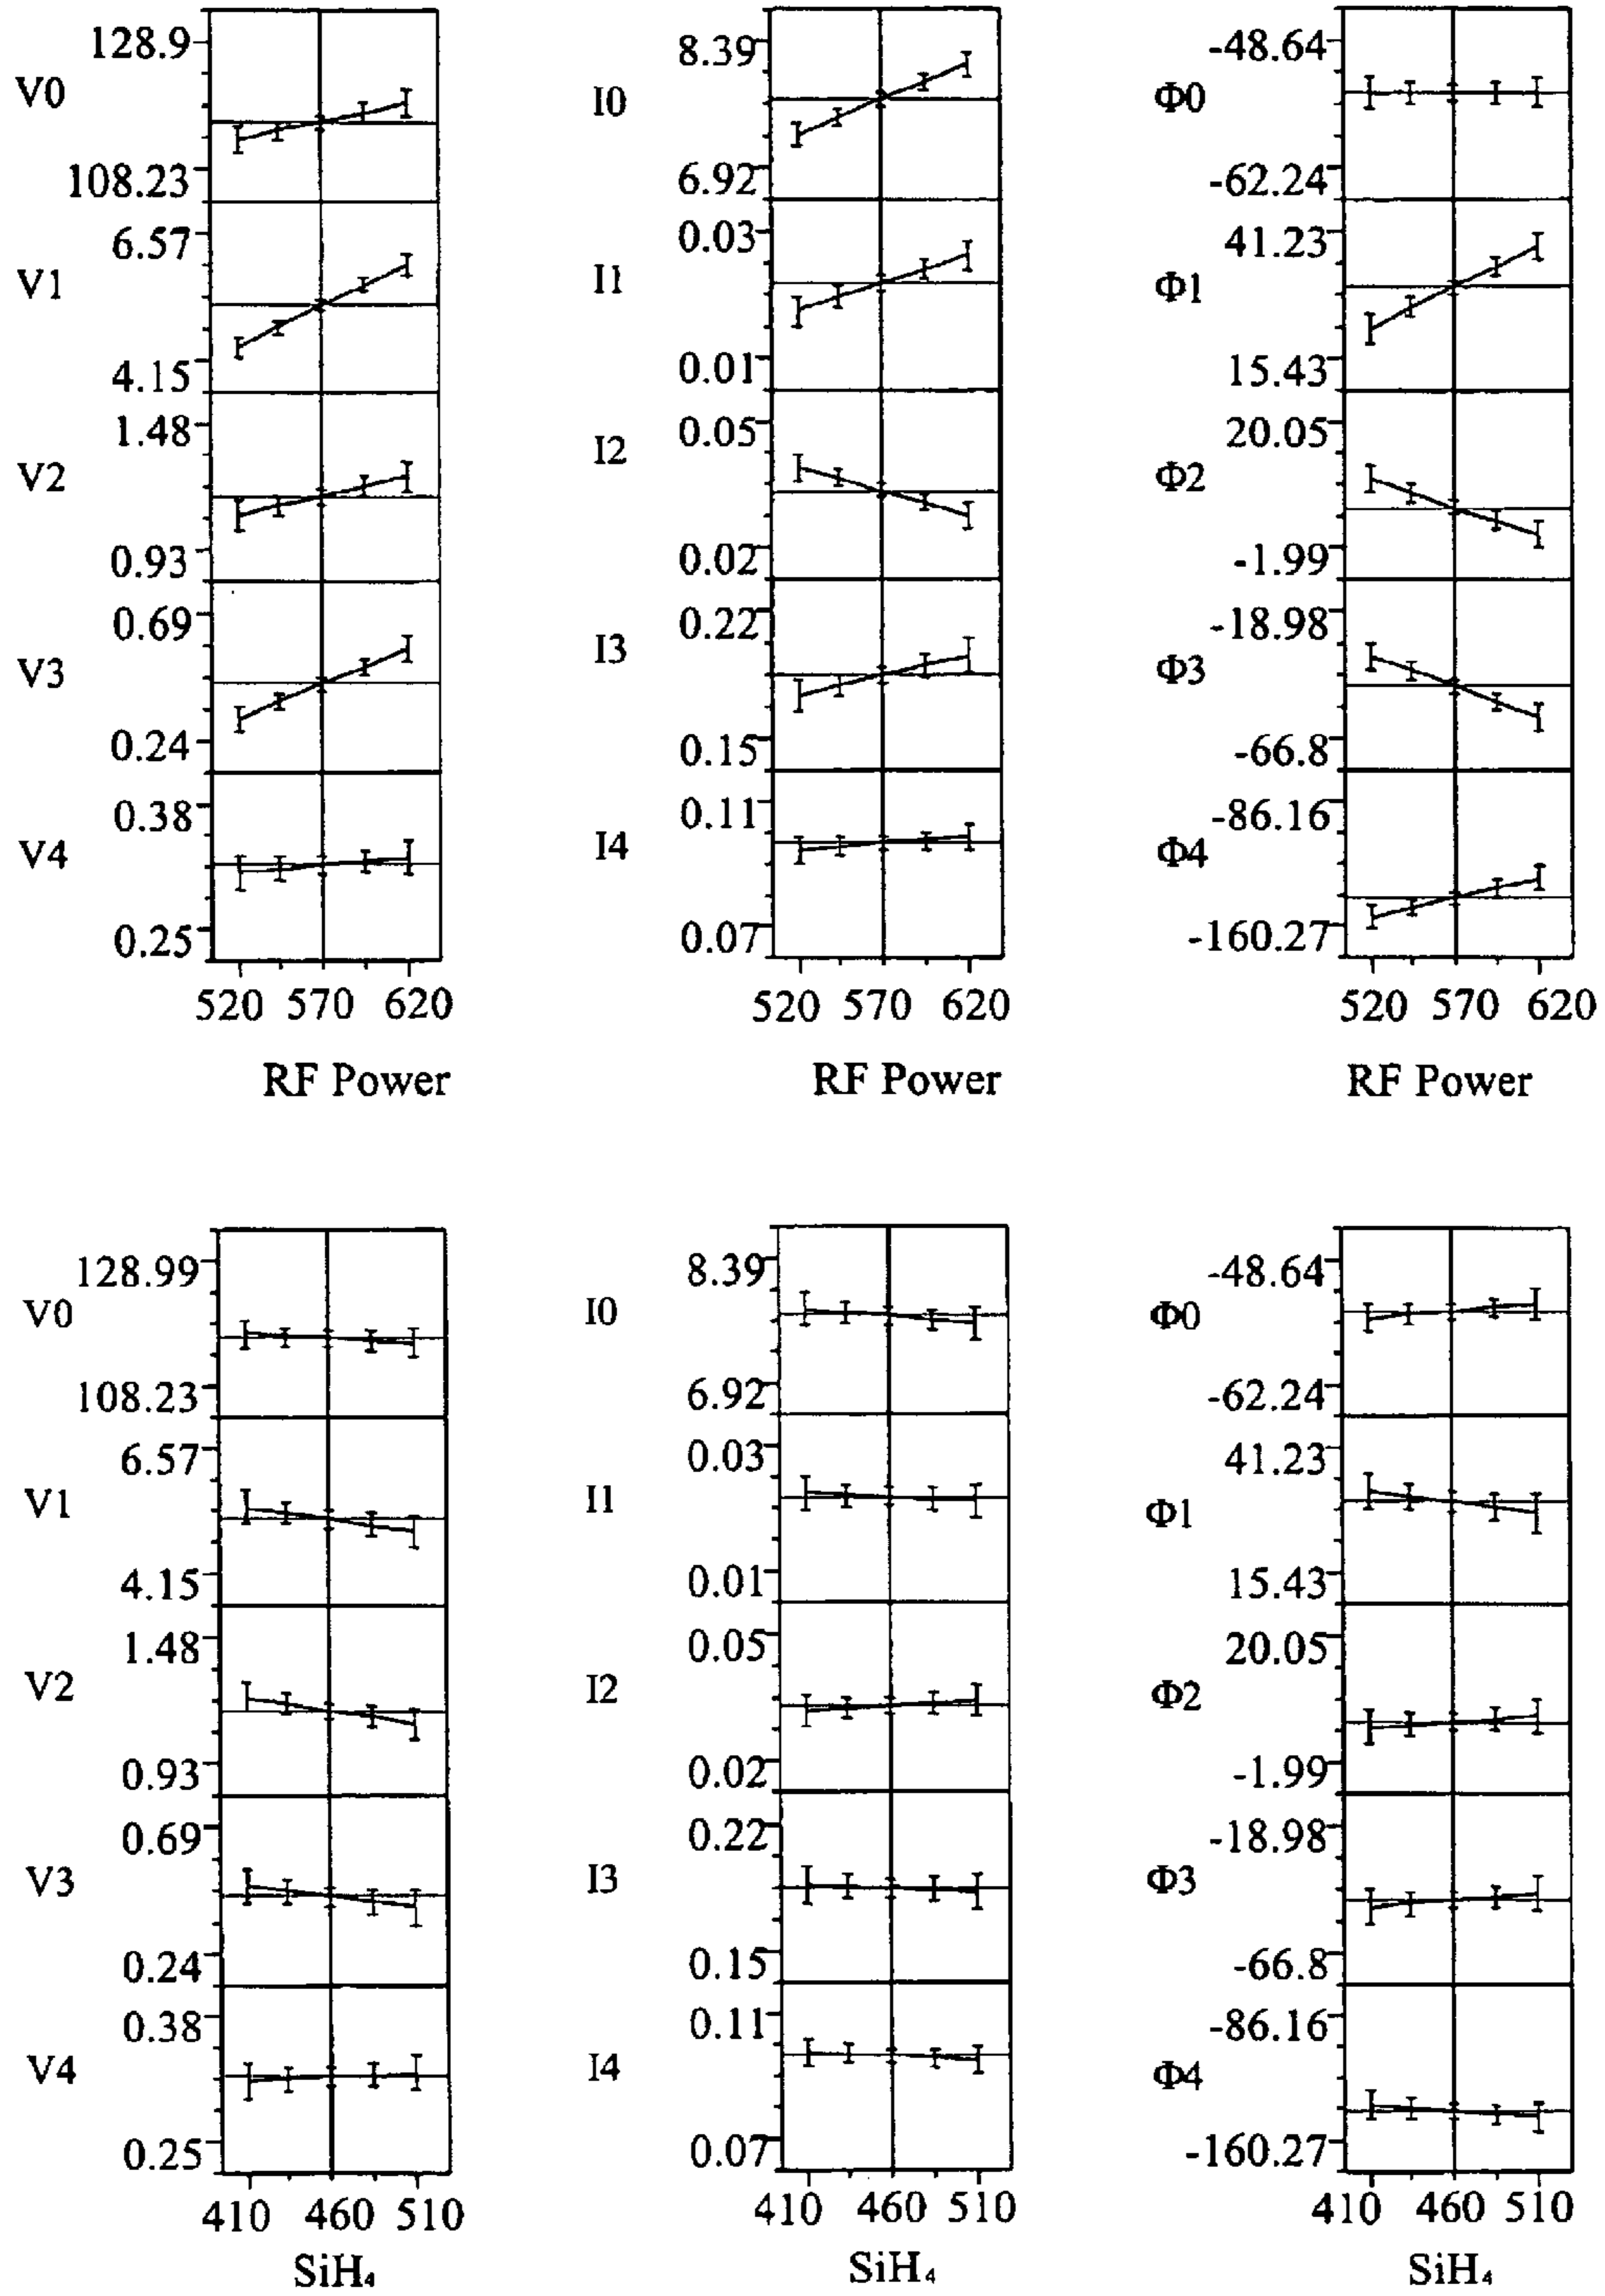 128.9
V0
108.23
6.57
V1
4.15
1.48
V2
0.93
0.69
V3
0.24
0.38
V4
0.25
520 570 620
RF Power
8.39
I0
6.92
0.03
I1
0.01
0.05
I2
0.02
0.22
I3
0.15
0.11
I4
0.07
520 570 620
RF Power
-48.64
Φ0
-62.24
41.23
Φ1
15.43
20.05
Φ2
-1.99
-18.98
Φ3
-66.8
-86.16
Φ4
-160.27
520 570 620
RF Power
128.99
V0
108.23
6.57
V1
4.15
1.48
V2
0.93
0.69
V3
0.24
0.38
V4
0.25
410 460 510
SiH₄
8.39
I0
6.92
0.03
I1
0.01
0.05
I2
0.02
0.22
I3
0.15
0.11
I4
0.07
410 460 510
SiH₄
-48.64
Φ0
-62.24
41.23
Φ1
15.43
20.05
Φ2
-1.99
-18.98
Φ3
-66.8
-86.16
Φ4
-160.27
410 460 510
SiH₄